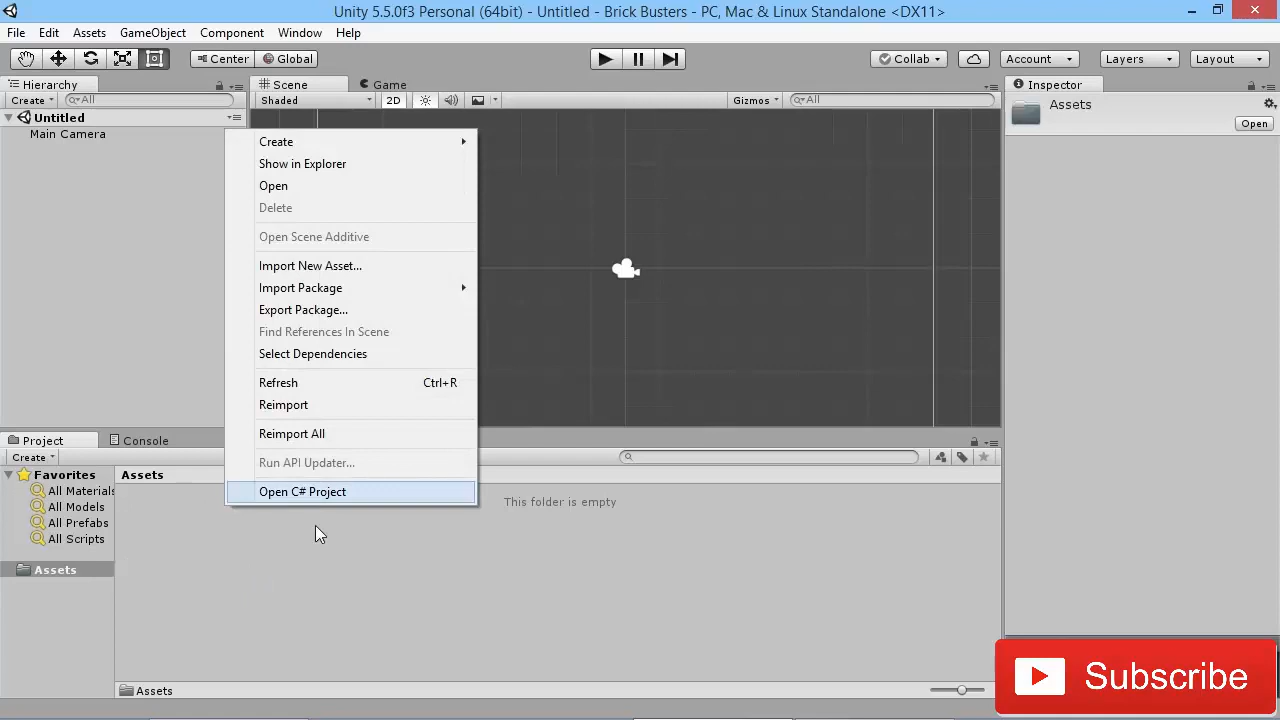 Unity 5.5.0f3 Personal (64bit) - Untitled - Brick Busters - PC, Mac & Linux Standalone <DX11>
File Edit Assets GameObject Component Window Help
Center Global Collab Account Layers Layout
Hierarchy Scene Game Inspector
Create All Shaded 2D Gizmos All Assets
Open
Untitled
Main Camera
Create
Show in Explorer
Open
Delete
Open Scene Additive
Import New Asset...
Import Package
Export Package...
Find References In Scene
Select Dependencies
Refresh Ctrl+R
Reimport
Reimport All
Run API Updater...
Open C# Project
Project Console
Create
Favorites Assets
All Materials
All Models This folder is empty
All Prefabs
All Scripts
Assets
Assets
Subscribe